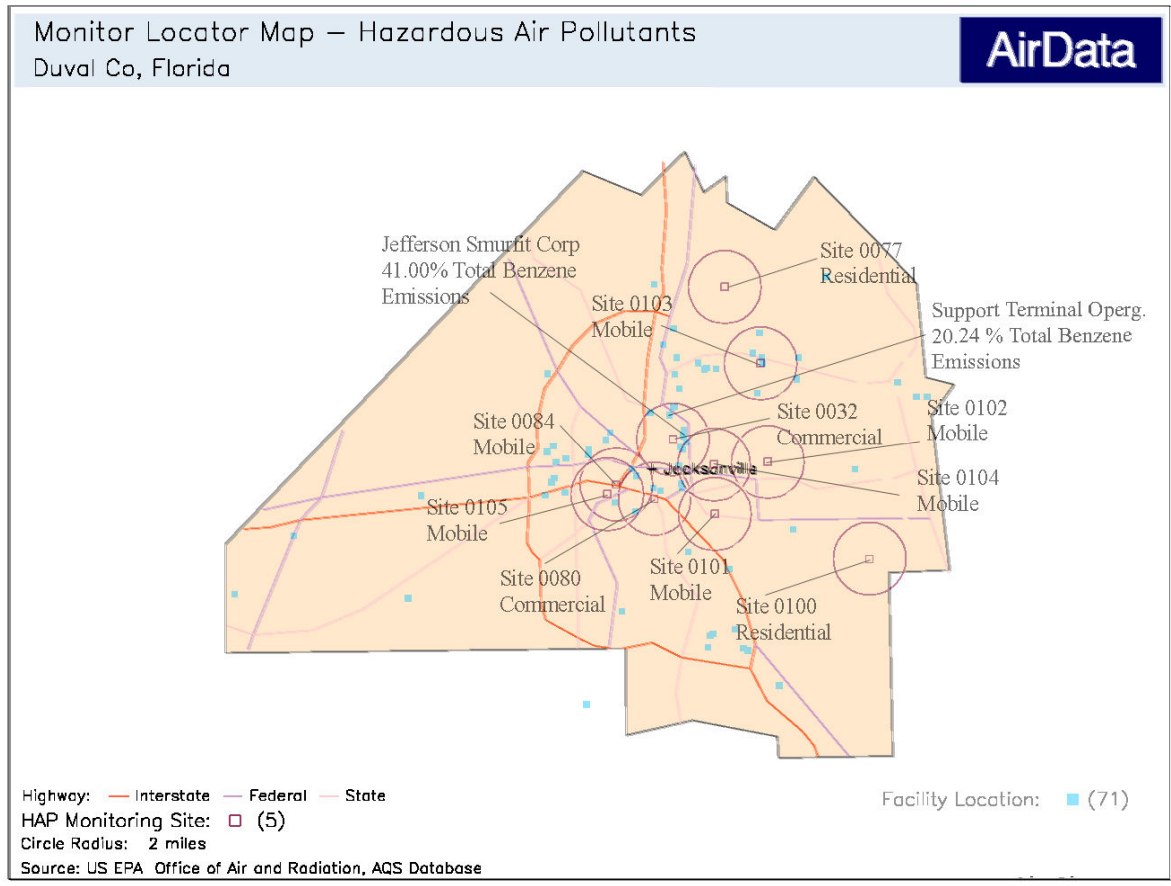 Monitor Locator Map – Hazardous Air Pollutants
Duval Co, Florida
AirData
Jefferson Smurfit Corp
41.00% Total Benzene
Emissions
Site 0077
Residential
Site 0103
Mobile
Support Terminal Operg.
20.24 % Total Benzene
Emissions
Site 0084
Mobile
Site 0032
Commercial
Site 0102
Mobile
Jacksonville
Site 0104
Mobile
Site 0105
Mobile
Site 0080
Commercial
Site 0101
Mobile
Site 0100
Residential
Highway: Interstate Federal State
HAP Monitoring Site: (5)
Circle Radius: 2 miles
Source: US EPA Office of Air and Radiation, AQS Database
Facility Location: (71)